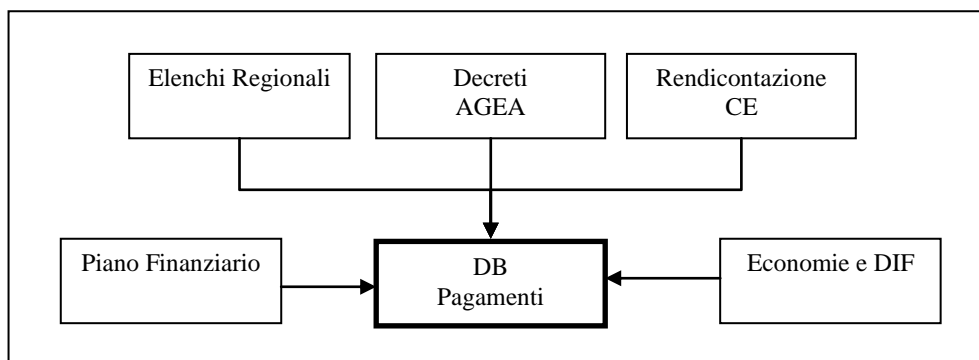 Elenchi Regionali
Decreti
AGEA
Rendicontazione
CE
Piano Finanziario
DB
Pagamenti
Economie e DIF